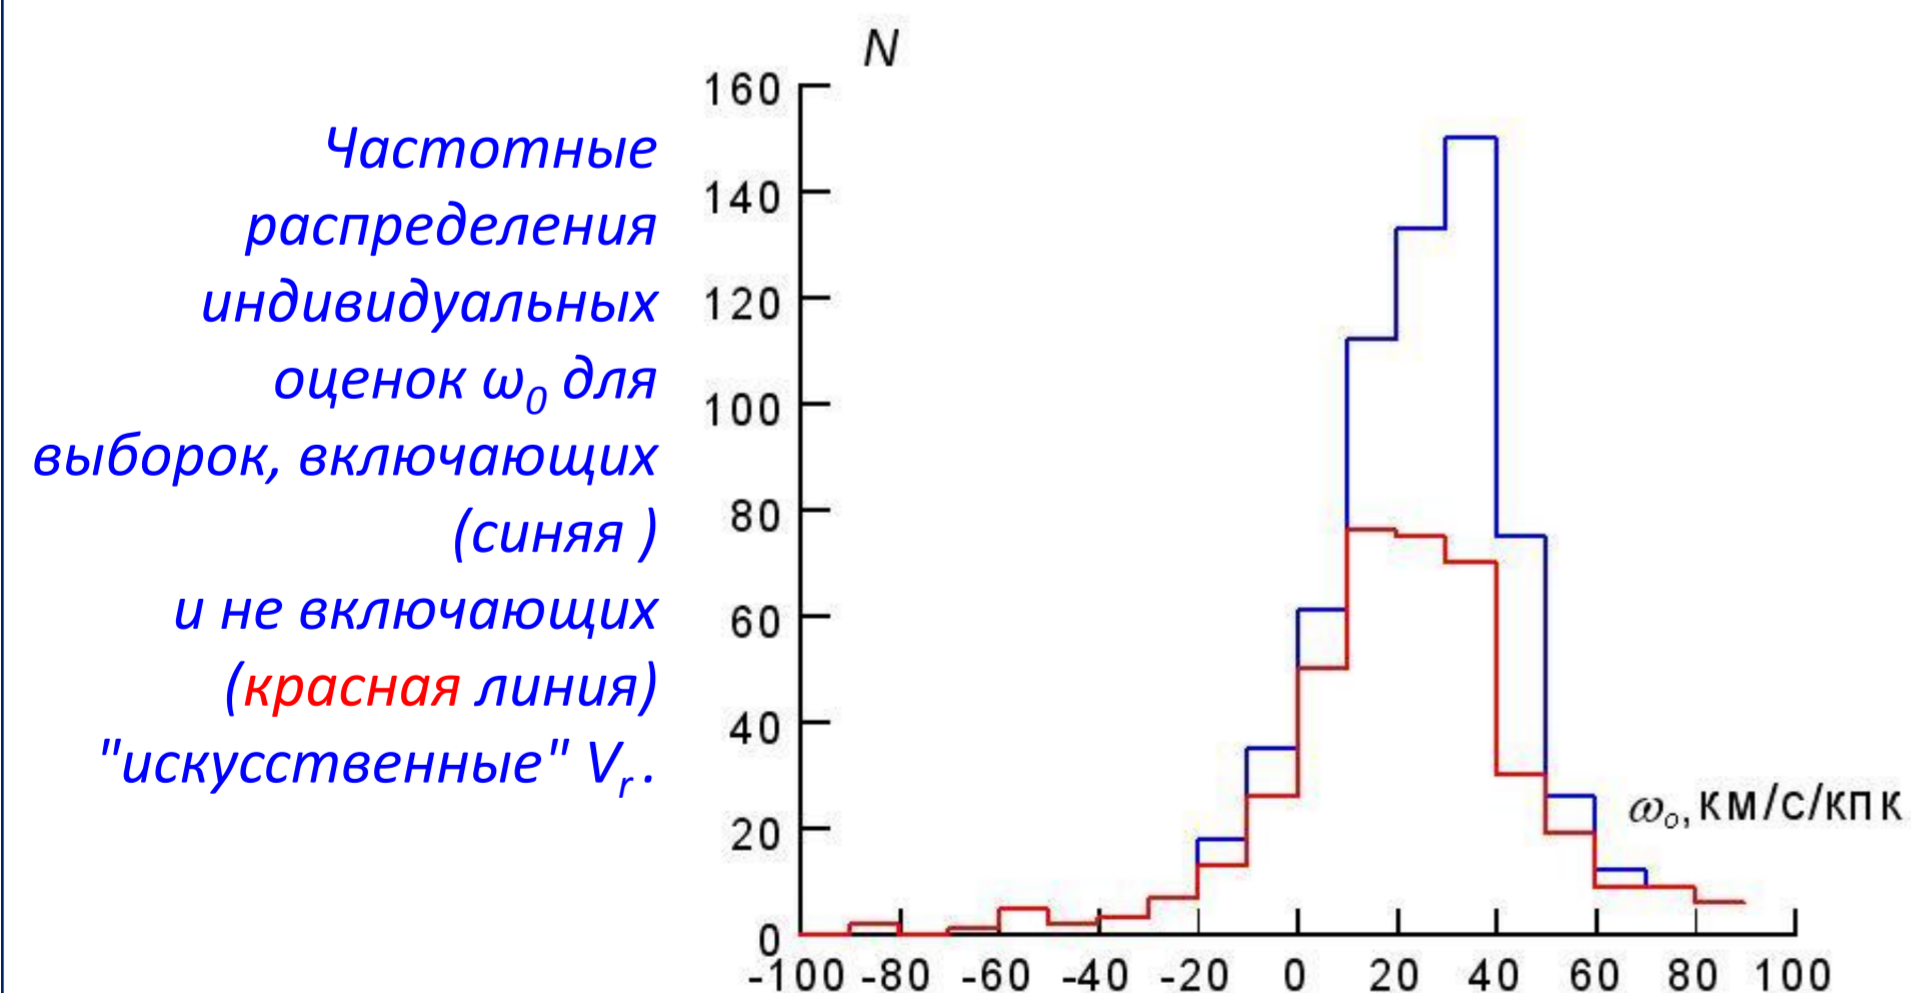 Частотные
распределения
индивидуальных
оценок ω₀ для
выборок, включающих
(синяя )
и не включающих
(красная линия)
"искусственные" Vᵣ .
N
160
140
120
100
80
60
40
20
0
ωₒ, км/с/кпк
-100 -80 -60 -40 -20 0 20 40 60 80 100